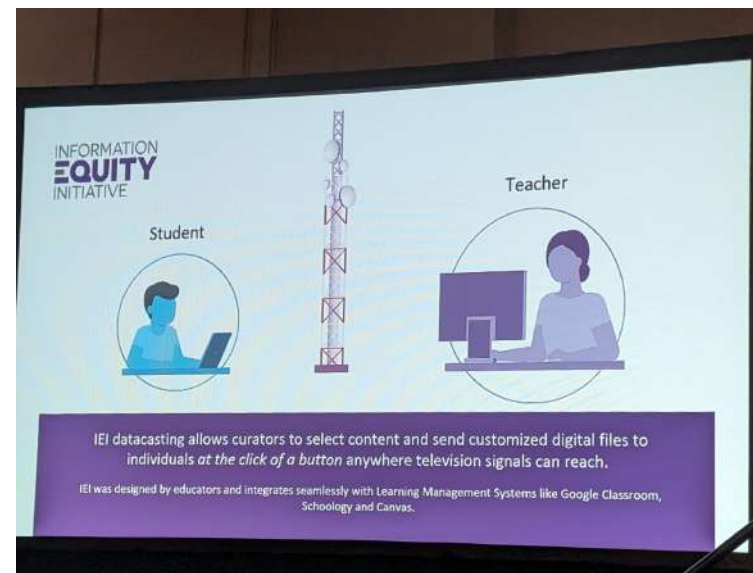 INFORMATION
EQUITY
INITIATIVE
Student
Teacher
IEI datacasting allows curators to select content and send customized digital files to
individuals at the click of a button anywhere television signals can reach.
IEI was designed by educators and integrates seamlessly with Learning Management Systems like Google Classroom,
Schoology and Canvas.